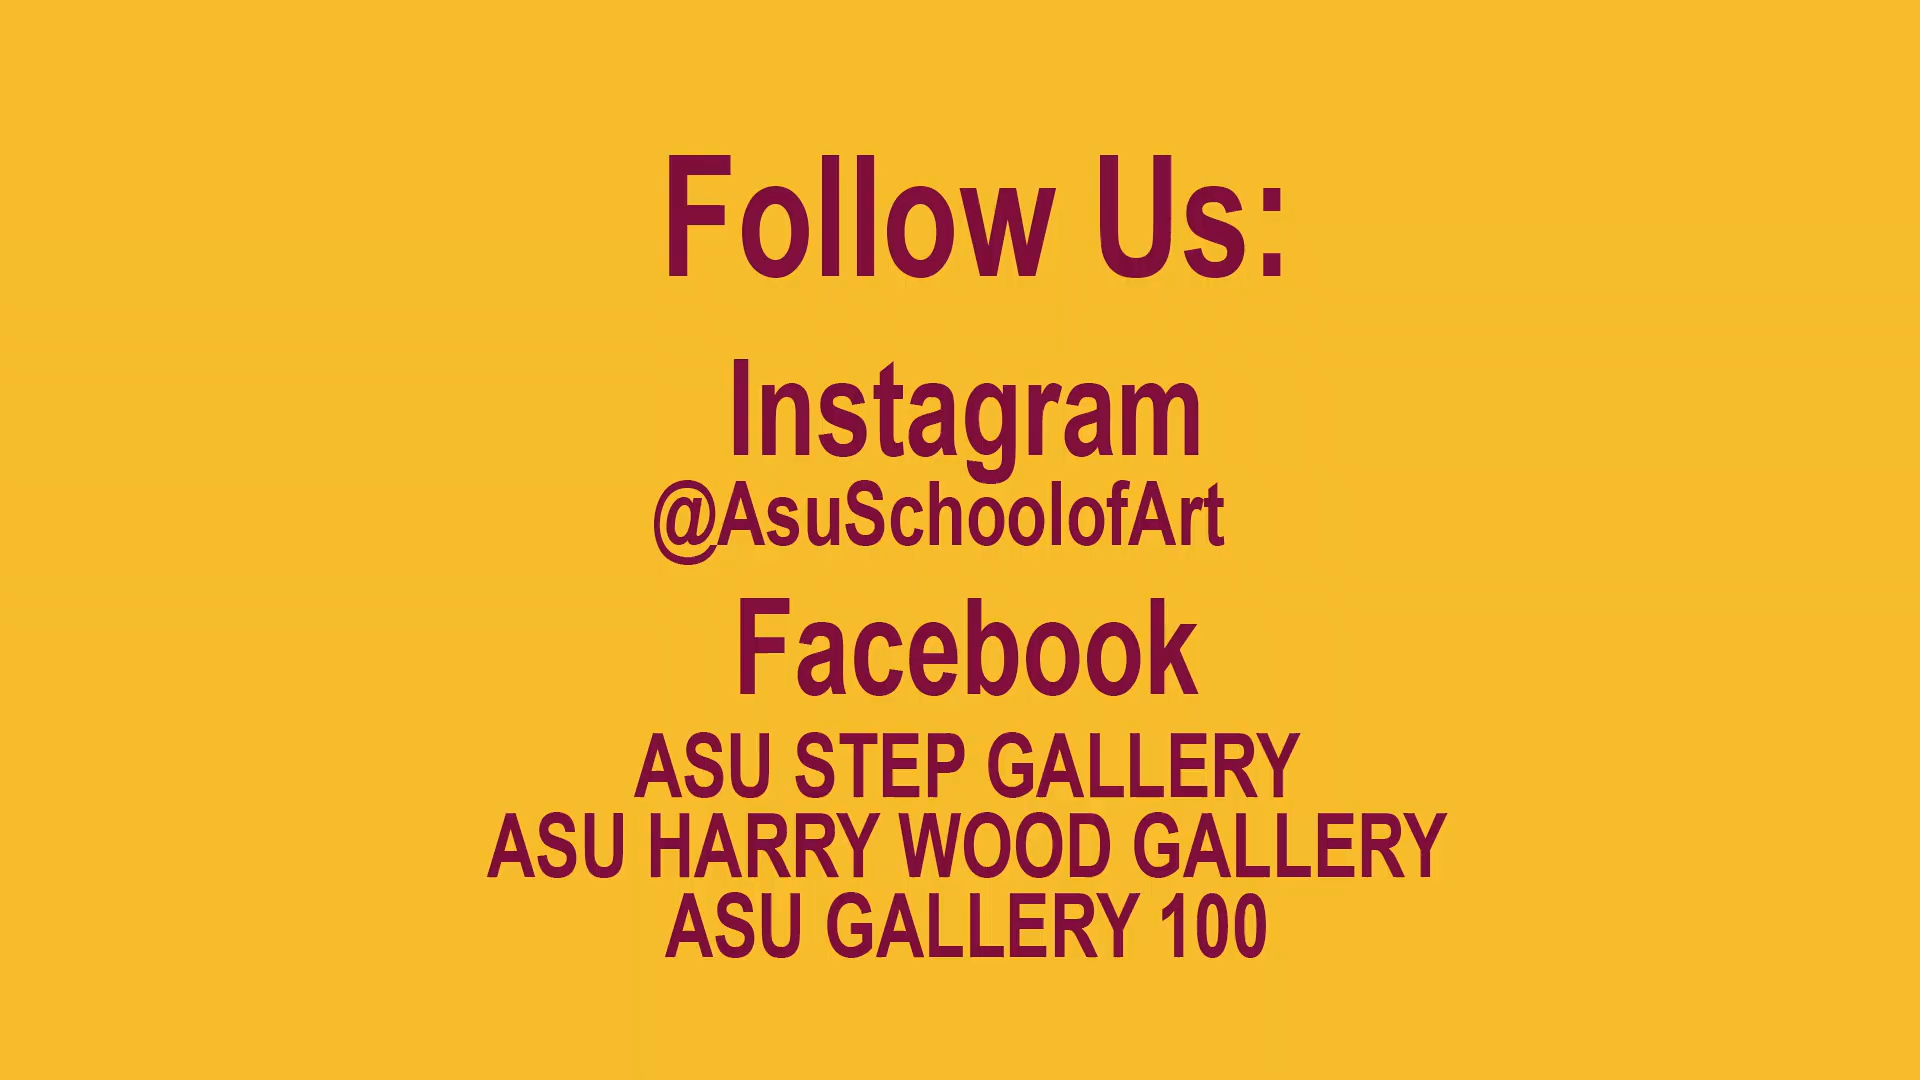 Follow Us:
Instagram
@AsuSchoolofArt
Facebook
ASU STEP GALLERY
ASU HARRY WOOD GALLERY
ASU GALLERY 100